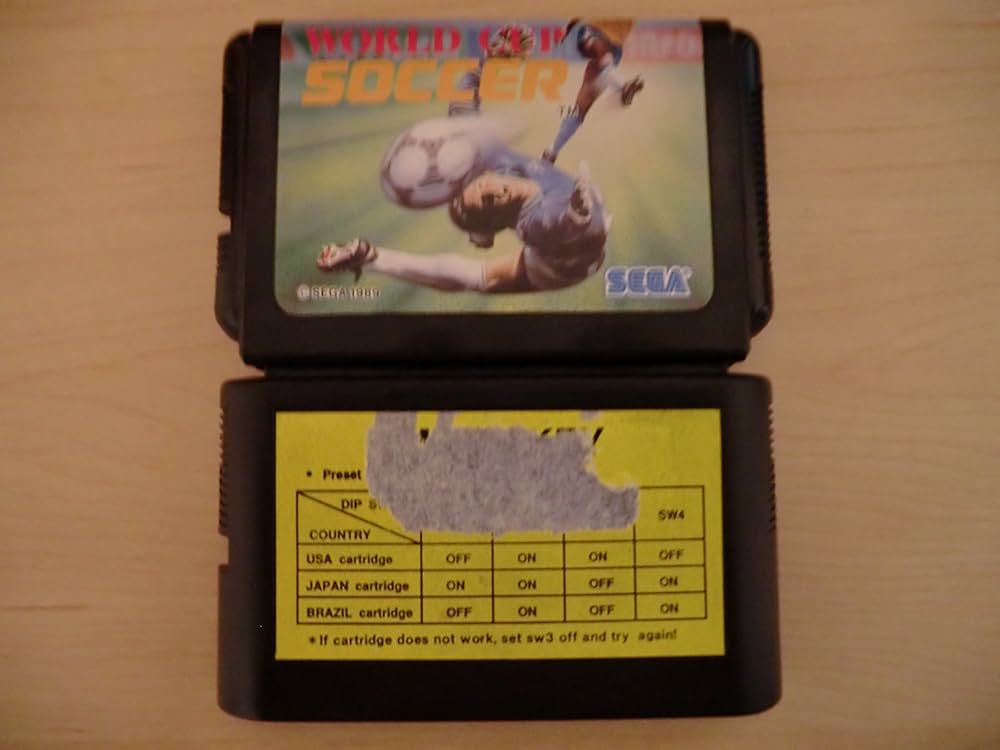 WORLD CUP
SOCCER
TM
© SEGA 1989
SEGA®
• Preset
DIP S
SW4
COUNTRY
USA cartridge OFF ON ON OFF
JAPAN cartridge ON ON OFF ON
BRAZIL cartridge OFF ON OFF ON
*If cartridge does not work, set sw3 off and try again!